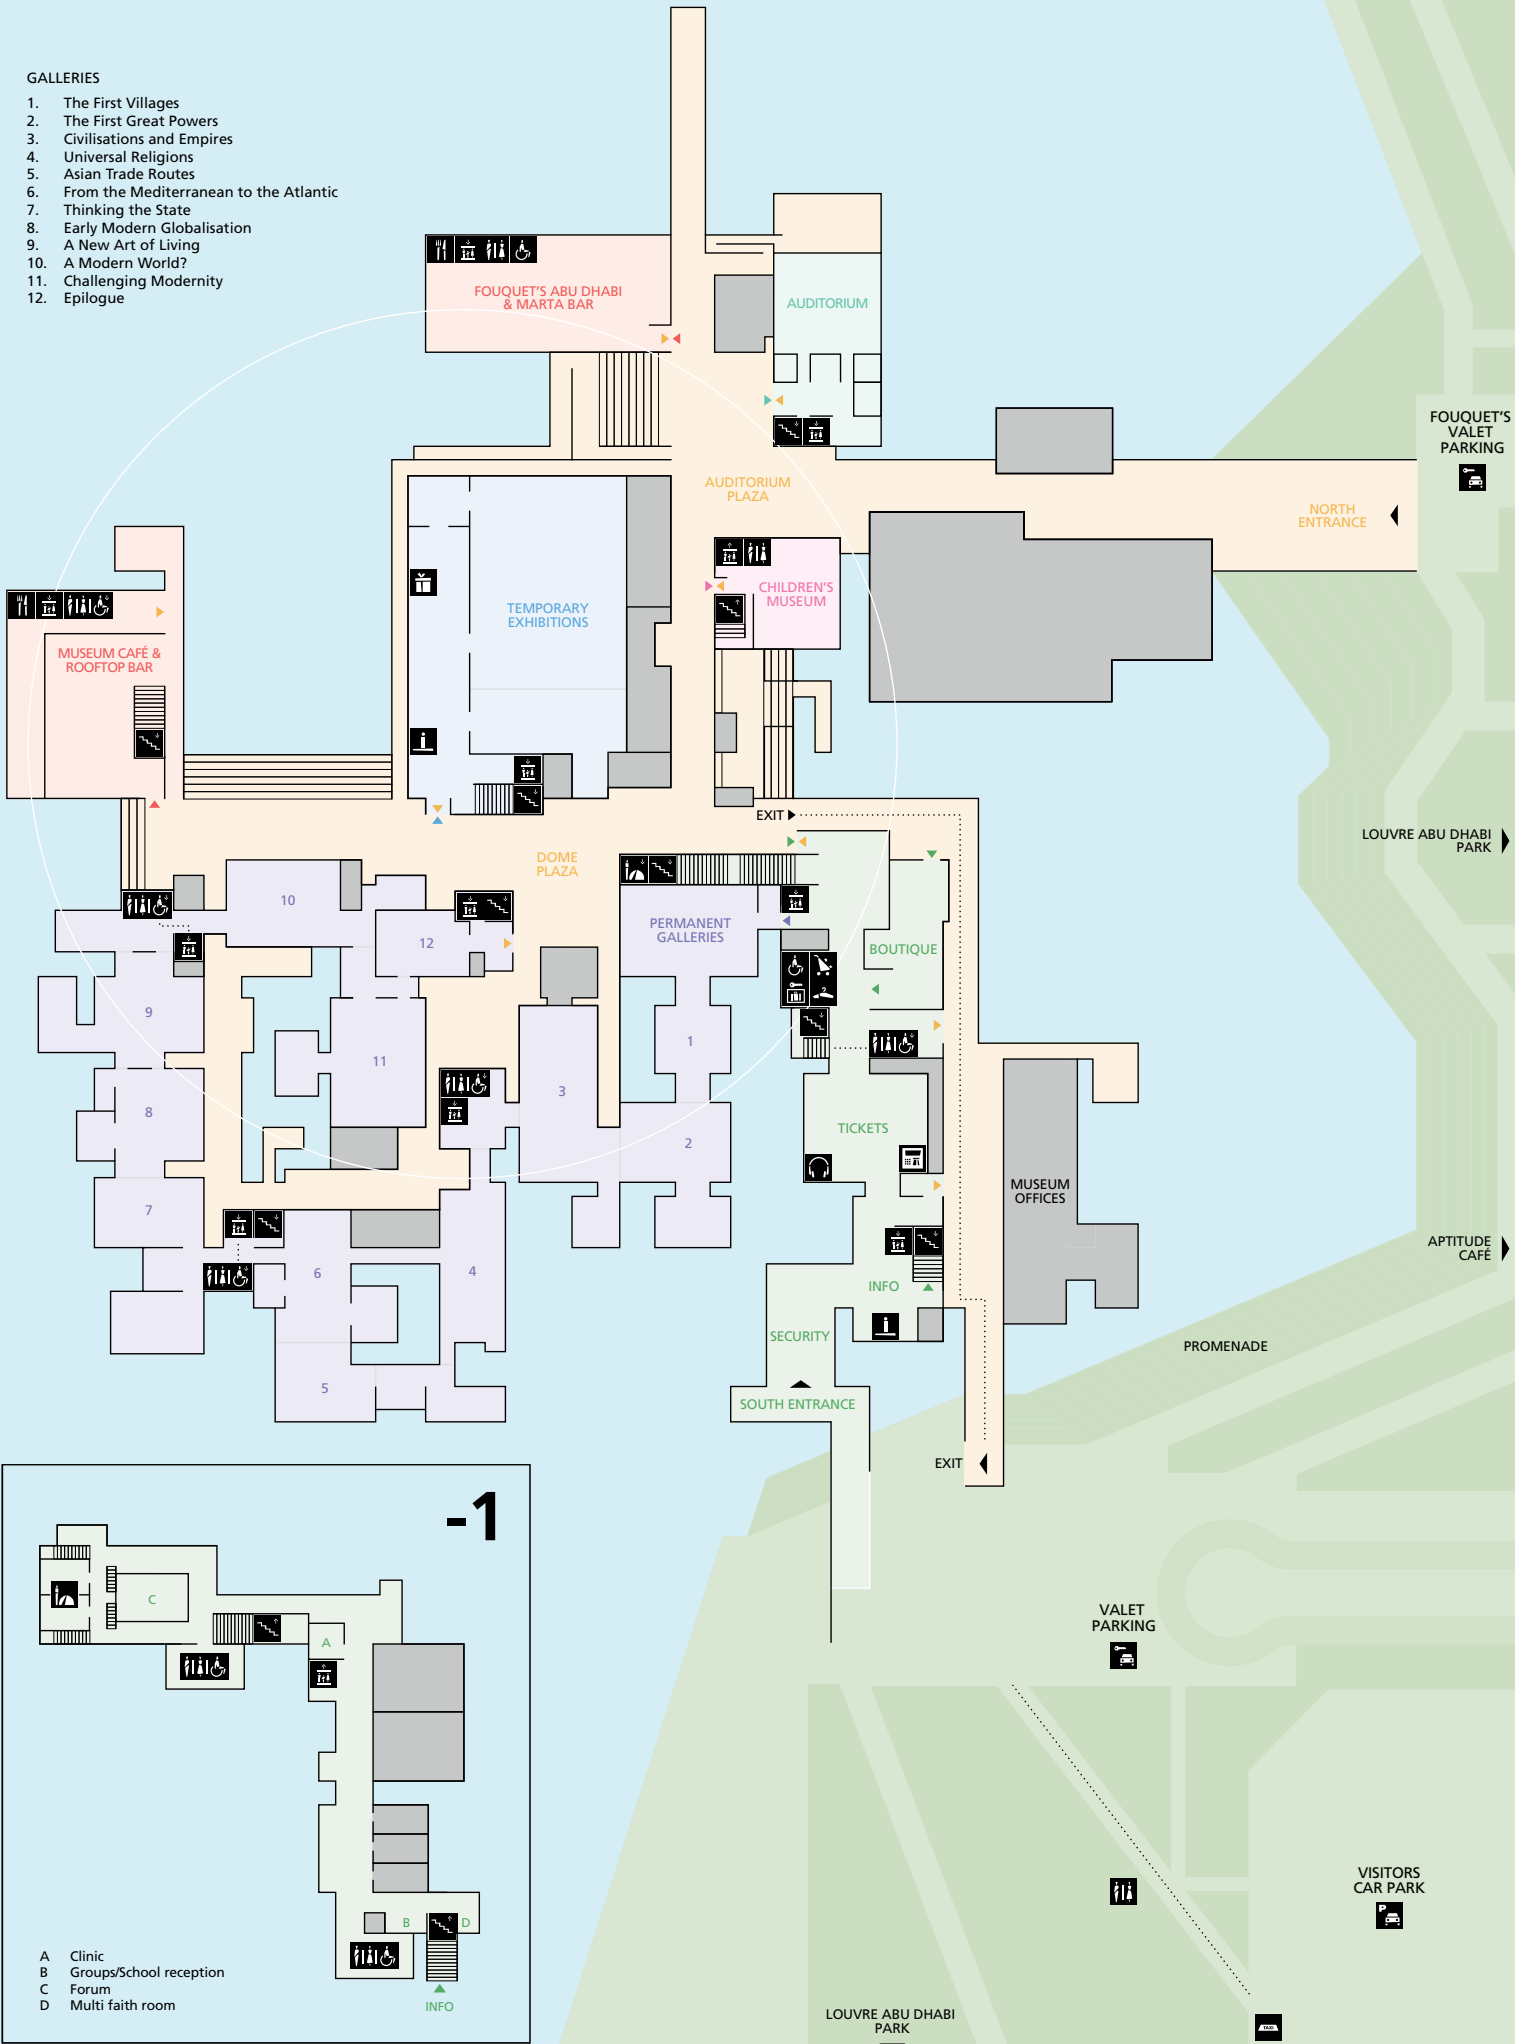 GALLERIES
1. The First Villages
2. The First Great Powers
3. Civilisations and Empires
4. Universal Religions
5. Asian Trade Routes
6. From the Mediterranean to the Atlantic
7. Thinking the State
8. Early Modern Globalisation
9. A New Art of Living
10. A Modern World?
11. Challenging Modernity
12. Epilogue
FOUQUET'S ABU DHABI
& MARTA BAR
AUDITORIUM
FOUQUET'S
VALET
PARKING
AUDITORIUM
PLAZA
NORTH
ENTRANCE
CHILDREN'S
MUSEUM
TEMPORARY
EXHIBITIONS
MUSEUM CAFÉ &
ROOFTOP BAR
EXIT
LOUVRE ABU DHABI
PARK
DOME
PLAZA
10
12
PERMANENT
GALLERIES
BOUTIQUE
9
11
1
3
8
2
TICKETS
MUSEUM
OFFICES
7
6
4
INFO
APTITUDE
CAFÉ
SECURITY
PROMENADE
5
SOUTH ENTRANCE
EXIT
-1
C
A
B
D
INFO
A Clinic
B Groups/School reception
C Forum
D Multi faith room
VALET
PARKING
VISITORS
CAR PARK
P
TAXI
LOUVRE ABU DHABI
PARK